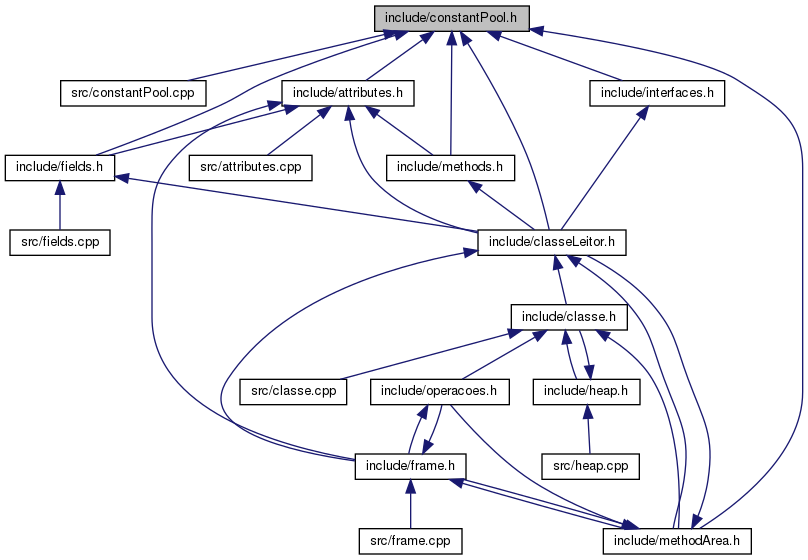 include/constantPool.h
src/constantPool.cpp
include/attributes.h
include/interfaces.h
include/fields.h
src/attributes.cpp
include/methods.h
src/fields.cpp
include/classeLeitor.h
include/classe.h
src/classe.cpp
include/operacoes.h
include/heap.h
include/frame.h
src/heap.cpp
src/frame.cpp
include/methodArea.h